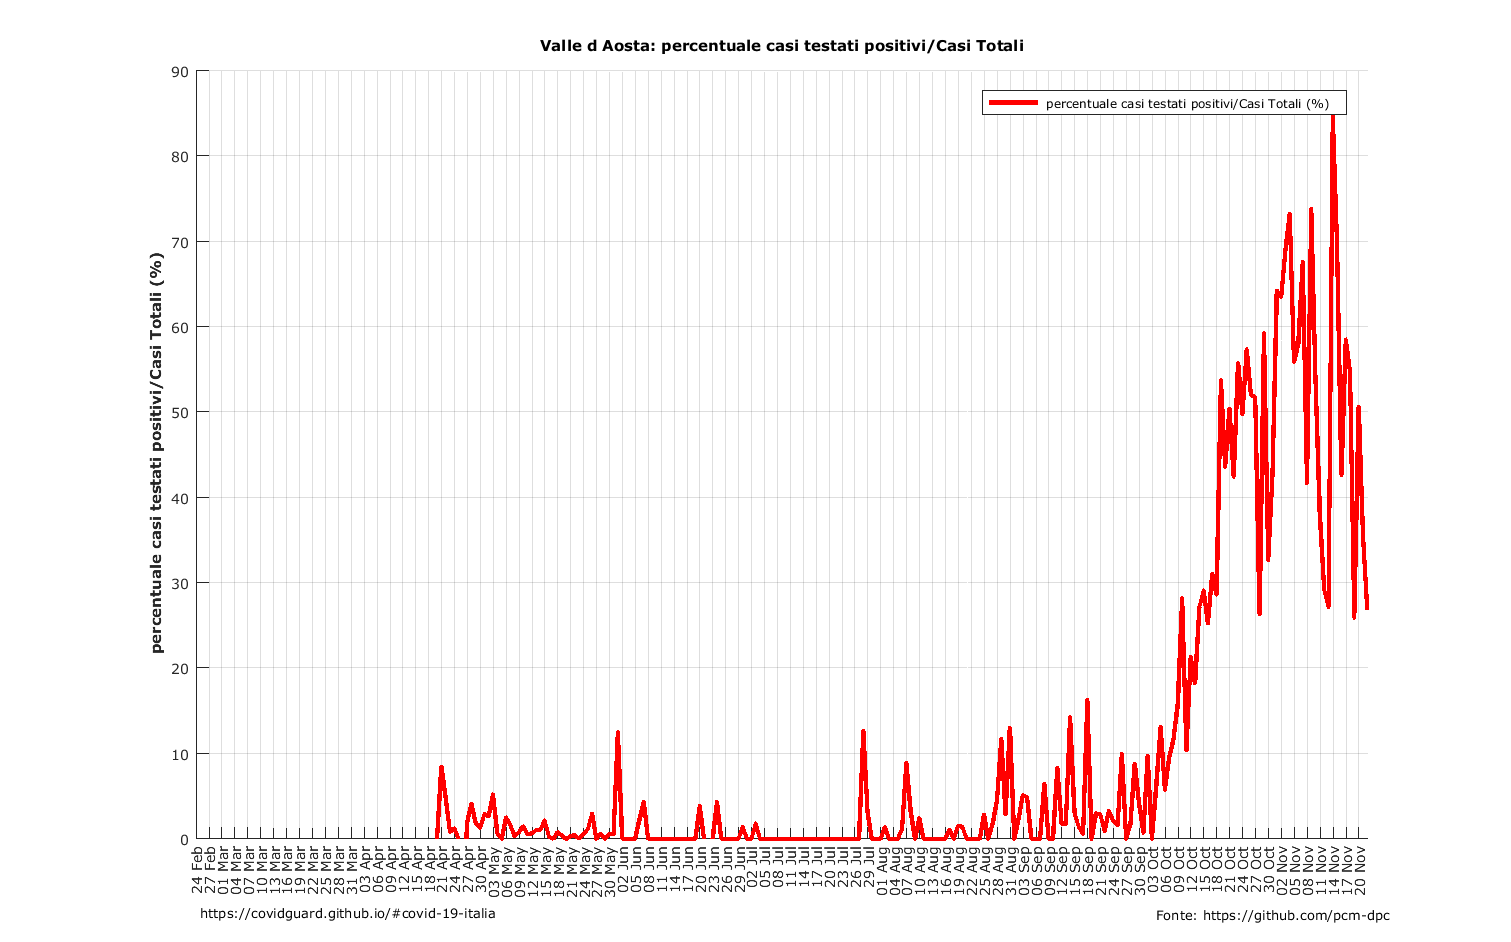 Valle d Aosta: percentuale casi testati positivi/Casi Totali
percentuale casi testati positivi/Casi Totali (%)
percentuale casi testati positivi/Casi Totali (%)
90
80
70
60
50
40
30
20
10
0
24 Feb
27 Feb
01 Mar
04 Mar
07 Mar
10 Mar
13 Mar
16 Mar
19 Mar
22 Mar
25 Mar
28 Mar
31 Mar
03 Apr
06 Apr
09 Apr
12 Apr
15 Apr
18 Apr
21 Apr
24 Apr
27 Apr
30 Apr
03 May
06 May
09 May
12 May
15 May
18 May
21 May
24 May
27 May
30 May
02 Jun
05 Jun
08 Jun
11 Jun
14 Jun
17 Jun
20 Jun
23 Jun
26 Jun
29 Jun
02 Jul
05 Jul
08 Jul
11 Jul
14 Jul
17 Jul
20 Jul
23 Jul
26 Jul
29 Jul
01 Aug
04 Aug
07 Aug
10 Aug
13 Aug
16 Aug
19 Aug
22 Aug
25 Aug
28 Aug
31 Aug
03 Sep
06 Sep
09 Sep
12 Sep
15 Sep
18 Sep
21 Sep
24 Sep
27 Sep
30 Sep
03 Oct
06 Oct
09 Oct
12 Oct
15 Oct
18 Oct
21 Oct
24 Oct
27 Oct
30 Oct
02 Nov
05 Nov
08 Nov
11 Nov
14 Nov
17 Nov
20 Nov
https://covidguard.github.io/#covid-19-italia
Fonte: https://github.com/pcm-dpc